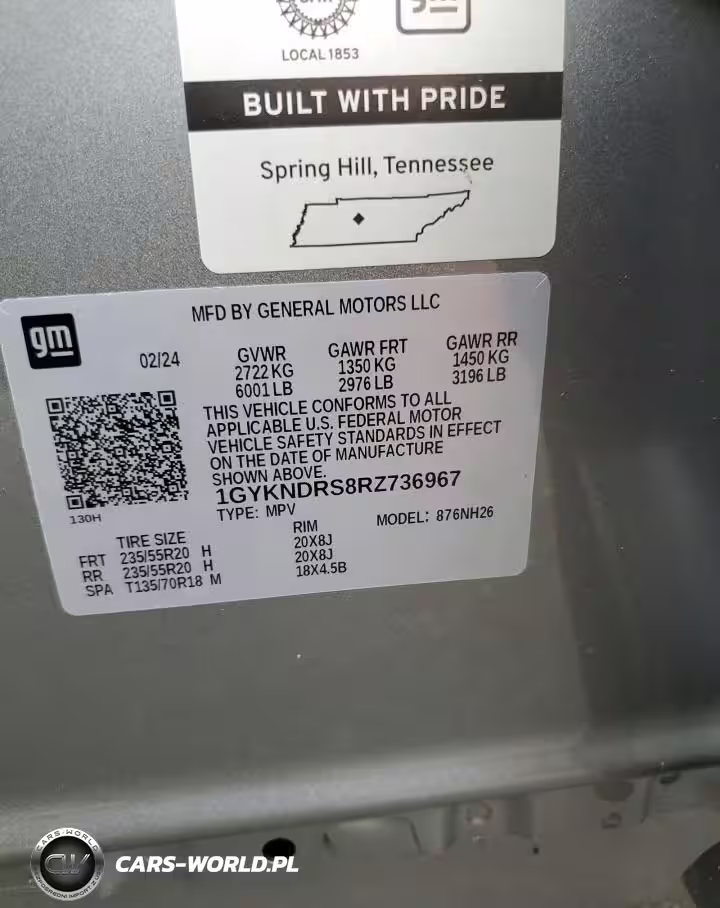 LOCAL 1853
gm
BUILT WITH PRIDE
Spring Hill, Tennessee
gm
MFD BY GENERAL MOTORS LLC
02/24
GVWR GAWR FRT GAWR RR
2722 KG 1350 KG 1450 KG
6001 LB 2976 LB 3196 LB
THIS VEHICLE CONFORMS TO ALL
APPLICABLE U.S. FEDERAL MOTOR
VEHICLE SAFETY STANDARDS IN EFFECT
ON THE DATE OF MANUFACTURE
SHOWN ABOVE.
1GYKNDRS8RZ736967
130H
TYPE: MPV MODEL: 876NH26
TIRE SIZE RIM
FRT 235/55R20 H 20X8J
RR 235/55R20 H 20X8J
SPA T135/70R18 M 18X4.5B
CARS-WORLD
CW
CARS-WORLD.PL